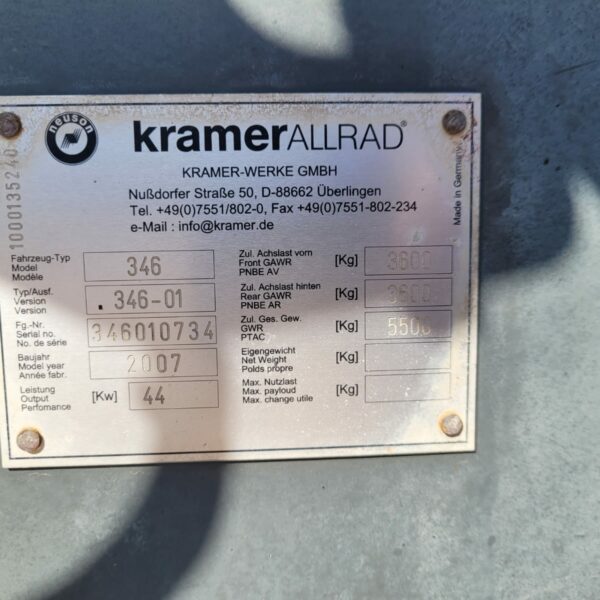 neuson
kramerALLRAD®
KRAMER-WERKE GMBH
Nußdorfer Straße 50, D-88662 Überlingen
Tel. +49(0)7551/802-0, Fax +49(0)7551-802-234
e-Mail : info@kramer.de
Made in Germany
1000135240
Fahrzeug-Typ
Model
Modèle
346
Typ/Ausf.
Version
Version
346-01
Fg.-Nr.
Serial no.
No. de série
346010734
Baujahr
Model year
Année fabr.
2007
Leistung
Output
Perfomance
[Kw] 44
Zul. Achslast vorn
Front GAWR
PNBE AV
[Kg] 3600
Zul. Achslast hinten
Rear GAWR
PNBE AR
[Kg] 3600
Zul. Ges. Gew.
GWR
PTAC
[Kg] 5500
Eigengewicht
Net Weight
Polds propre
[Kg]
Max. Nutzlast
Max. payloud
Max. change utile
[Kg]